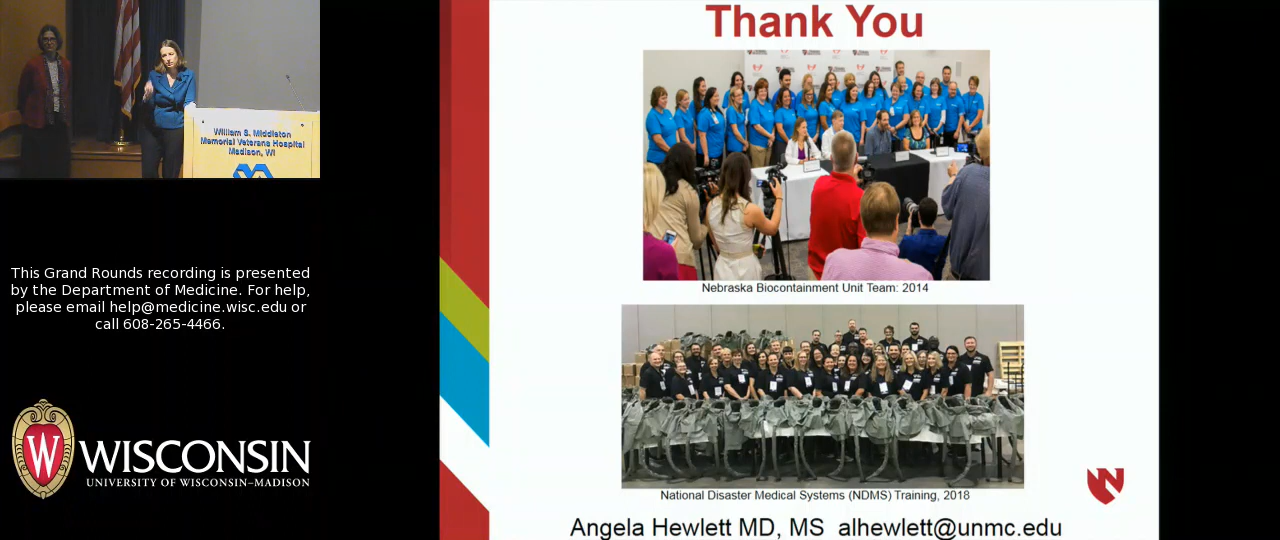 William S. Middleton
Memorial Veterans Hospital
Madison, WI
This Grand Rounds recording is presented
by the Department of Medicine. For help,
please email help@medicine.wisc.edu or
call 608-265-4466.
W
WISCONSIN
UNIVERSITY OF WISCONSIN–MADISON
Thank You
Nebraska Biocontainment Unit Team: 2014
National Disaster Medical Systems (NDMS) Training, 2018
Angela Hewlett MD, MS alhewlett@unmc.edu